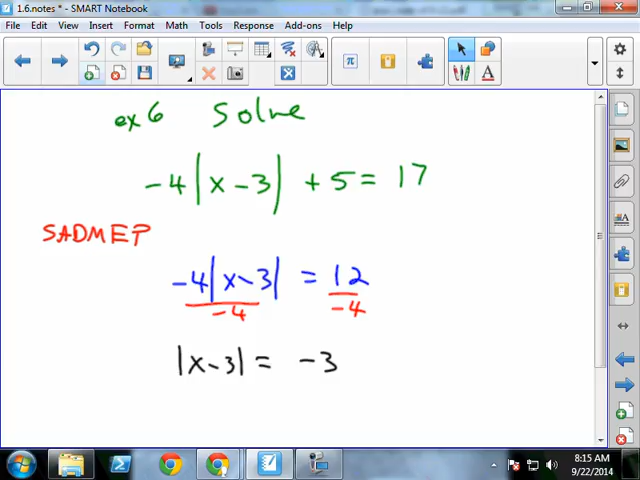 1.6.notes * - SMART Notebook
File Edit View Insert Format Math Tools Add-ons Help
ex 6 Solve
-4|x-3| + 5 = 17
SADMEP
-4|x-3| = 12
-4 -4
|x-3| = -3
8:15 AM
9/22/2014